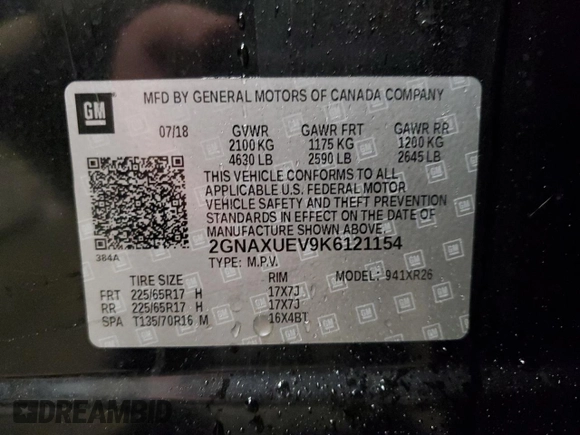 GM
MFD BY GENERAL MOTORS OF CANADA COMPANY
07/18 GVWR GAWR FRT GAWR RR
2100 KG 1175 KG 1200 KG
4630 LB 2590 LB 2645 LB
THIS VEHICLE CONFORMS TO ALL
APPLICABLE U.S. FEDERAL MOTOR
VEHICLE SAFETY AND THEFT PREVENTION
STANDARDS IN EFFECT ON THE DATE OF
MANUFACTURE SHOWN ABOVE.
384A
2GNAXUEV9K6121154
TYPE: M.P.V. MODEL: 941XR26
TIRE SIZE RIM
FRT 225/65R17 H 17X7J
RR 225/65R17 H 17X7J
SPA T135/70R16 M 16X4BT
DREAMBID